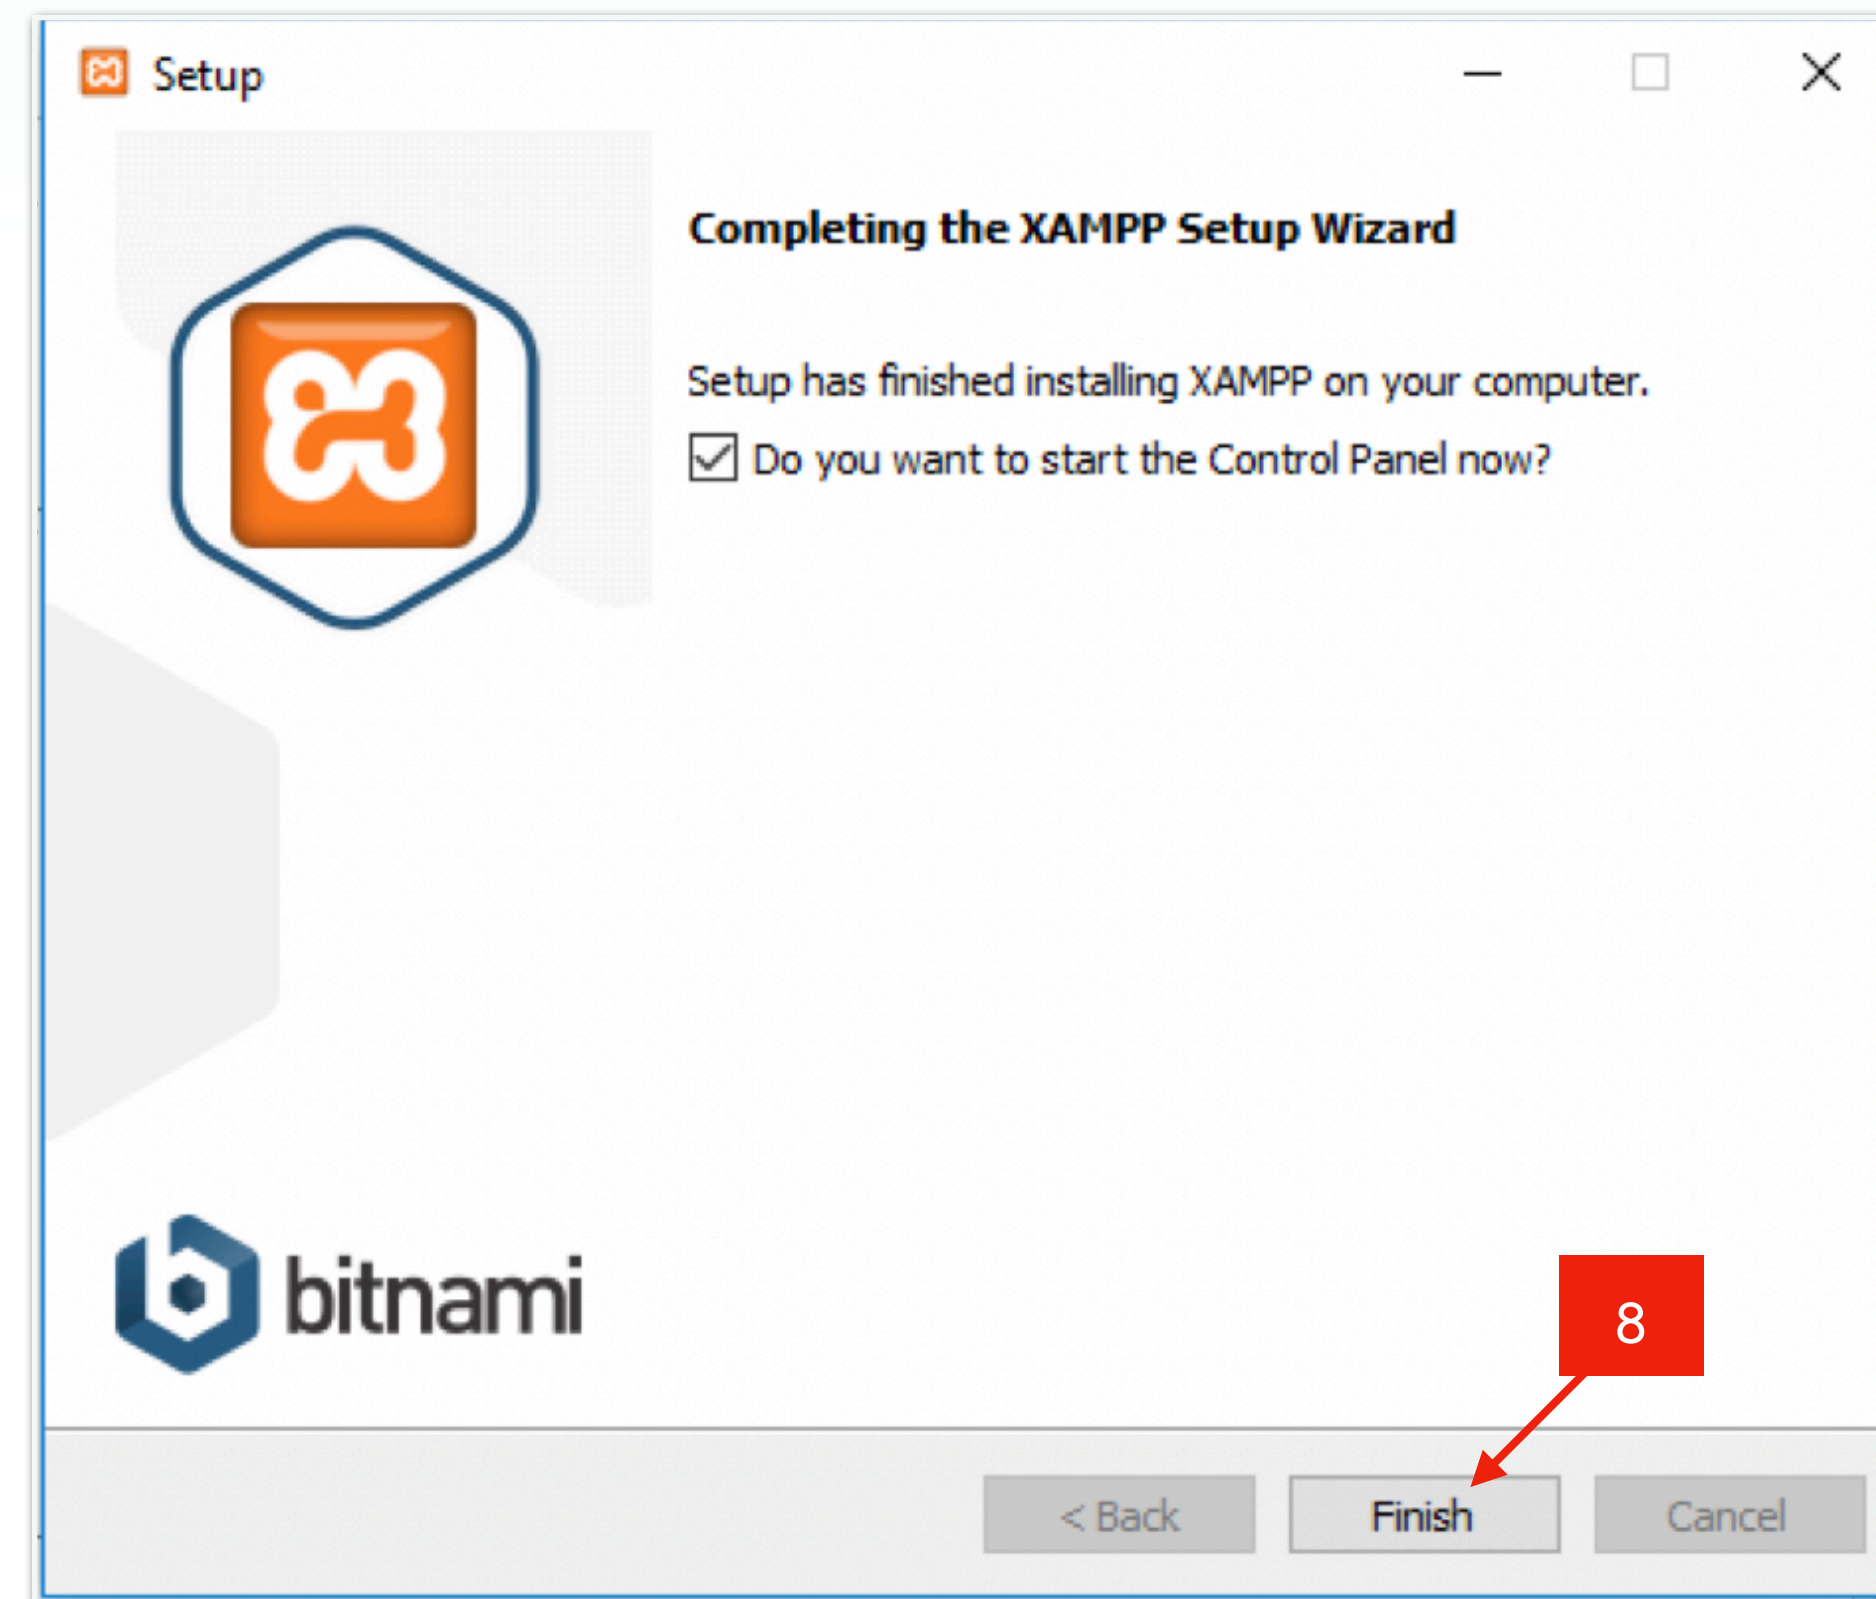 Setup
Completing the XAMPP Setup Wizard
Setup has finished installing XAMPP on your computer.
Do you want to start the Control Panel now?
bitnami
8
< Back
Finish
Cancel